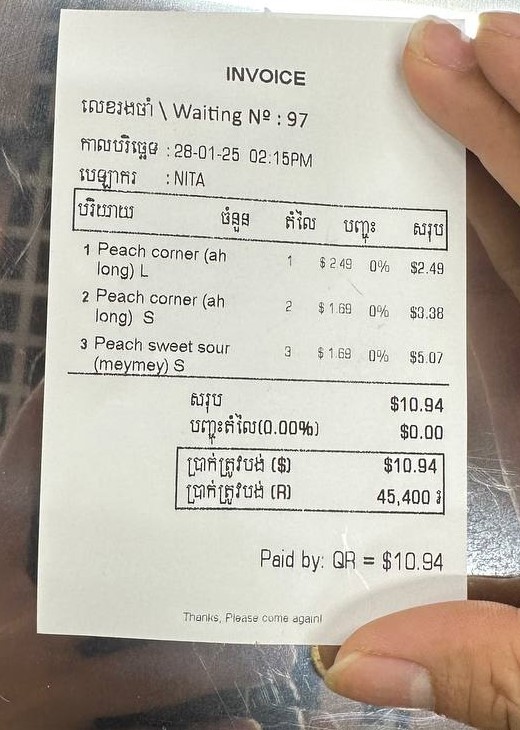 INVOICE
លេខរងចាំ \ Waiting Nº : 97
កាលបរិច្ឆេទ : 28-01-25 02:15PM
បេឡាករ : NITA
បរិយាយ ចំនួន តំលៃ បញ្ចុះ សរុប
1 Peach corner (ah long) L 1 $ 2.49 0% $2.49
2 Peach corner (ah long) S 2 $ 1.69 0% $3.38
3 Peach sweet sour (meymey) S 3 $ 1.69 0% $5.07
សរុប $10.94
បញ្ចុះតំលៃ(0.00%) $0.00
ប្រាក់ត្រូវបង់ ($) $10.94
ប្រាក់ត្រូវបង់ (R) 45,400 ៛
Paid by: QR = $10.94
Thanks, Please come again!